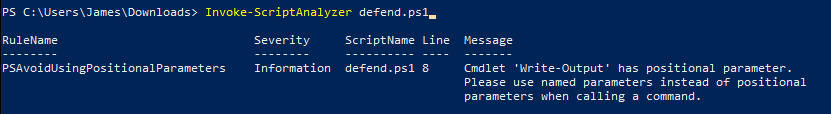 PS C:\Users\James\Downloads> Invoke-ScriptAnalyzer defend.ps1
RuleName Severity ScriptName Line Message
-------- -------- ---------- ---- -------
PSAvoidUsingPositionalParameters Information defend.ps1 8 Cmdlet 'Write-Output' has positional parameter.
Please use named parameters instead of positional
parameters when calling a command.